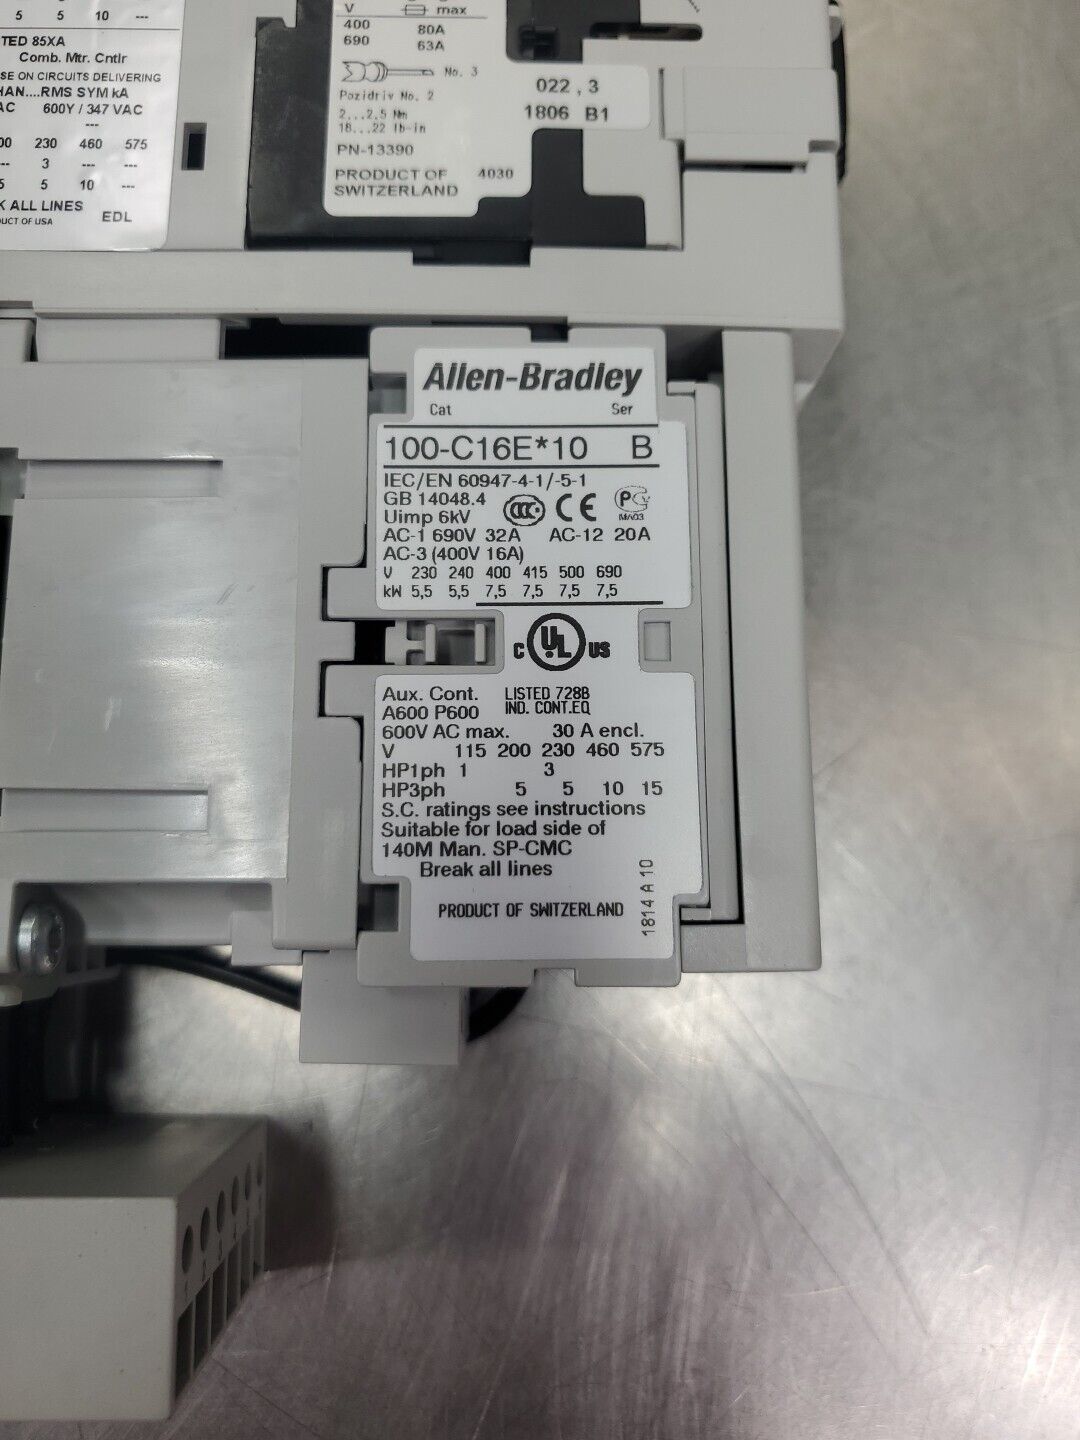 5 5 10 ---
TED 85XA
Comb. Mtr. Cntlr
SE ON CIRCUITS DELIVERING
HAN....RMS SYM kA
AC 600Y / 347 VAC
---
00 230 460 575
--- 3 --- ---
5 5 10 ---
K ALL LINES
UCT OF USA EDL
V max
400 80A
690 63A
No. 3
Pozidriv No. 2
2...2,5 Nm
18...22 lb-in
PN-13390
PRODUCT OF 4030
SWITZERLAND
022 , 3
1806 B1
Allen-Bradley
Cat Ser
100-C16E*10 B
IEC/EN 60947-4-1/-5-1
GB 14048.4
Uimp 6kV
CCC CE PC
MA03
AC-1 690V 32A AC-12 20A
AC-3 (400V 16A)
V 230 240 400 415 500 690
kW 5,5 5,5 7,5 7,5 7,5 7,5
C UL US
Aux. Cont. LISTED 728B
A600 P600 IND. CONT.EQ
600V AC max. 30 A encl.
V 115 200 230 460 575
HP1ph 1 3
HP3ph 5 5 10 15
S.C. ratings see instructions
Suitable for load side of
140M Man. SP-CMC
Break all lines
PRODUCT OF SWITZERLAND
1814 A 10